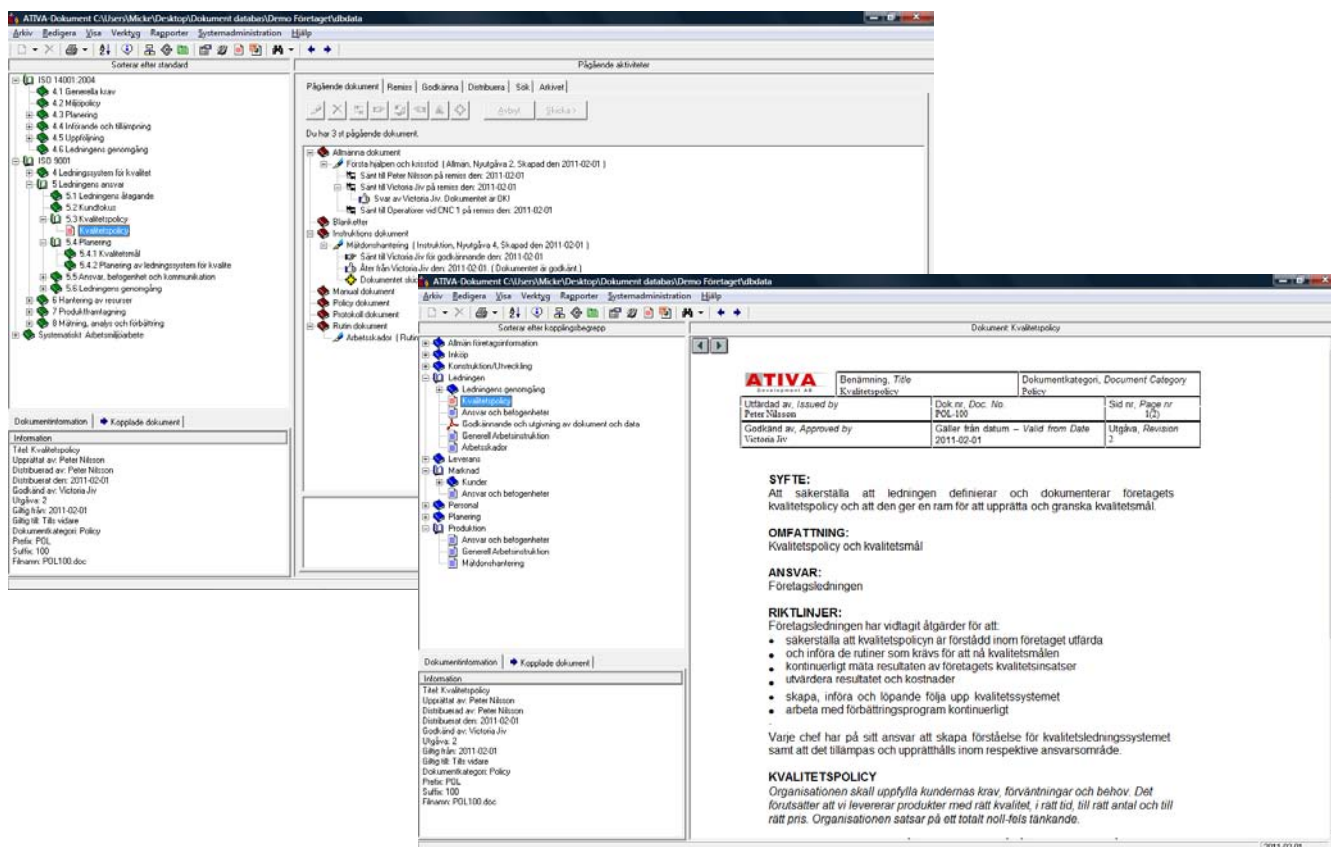 ATIVA-Dokument C:\Users\Micke\Desktop\Dokument databas\Demo Företaget\dbdata
Arkiv Redigera Visa Verktyg Rapporter Systemadministration Hjälp
Sorterar efter standard
Pågående aktiviteter
ISO 14001:2004
4.1 Generella krav
4.2 Miljöpolicy
4.3 Planering
4.4 Införande och tillämpning
4.5 Uppföljning
4.6 Ledningens genomgång
ISO 9001
4 Ledningssystem för kvalitet
5 Ledningens ansvar
5.1 Ledningens åtagande
5.2 Kundfokus
5.3 Kvalitetspolicy
Kvalitetspolicy
5.4 Planering
5.4.1 Kvalitetsmål
5.4.2 Planering av ledningssystem för kvalite
5.5 Ansvar, befogenhet och kommunikation
5.6 Ledningens genomgång
6 Hantering av resurser
7 Produktframtagning
8 Mätning, analys och förbättring
Systematiskt Arbetsmiljöarbete
Pågående dokument Remiss Godkänna Distribuera Sök Arkivet
Avbryt Skicka >
Du har 3 st pågående dokument.
Allmänna dokument
Första hjälpen och krisstöd ( Allmän, Nyutgåva 2, Skapad den 2011-02-01 )
Sänt till Peter Nilsson på remiss den: 2011-02-01
Sänt till Victoria Jiv på remiss den: 2011-02-01
Svar av Victoria Jiv. Dokumentet är OK!
Sänt till Operatörer vid CNC 1 på remiss den: 2011-02-01
Blanketter
Instruktions dokument
Mätdonshantering ( Instruktion, Nyutgåva 4, Skapad den 2011-02-01 )
Sänt till Victoria Jiv för godkännande den: 2011-02-01
Åter från Victoria Jiv den: 2011-02-01. ( Dokumentet är godkänt )
Dokumentet skic
Manual dokument
Policy dokument
Protokoll dokument
Rutin dokument
Arbetsskador ( Rutin
Dokumentinformation Kopplade dokument
Information
Titel: Kvalitetspolicy
Upprättat av: Peter Nilsson
Distribuerad av: Peter Nilsson
Distribuerat den: 2011-02-01
Godkänd av: Victoria Jiv
Utgåva: 2
Giltig från: 2011-02-01
Giltig till: Tills vidare
Dokumentkategori: Policy
Prefix: POL
Suffix: 100
Filnamn: POL100.doc
ATIVA-Dokument C:\Users\Micke\Desktop\Dokument databas\Demo Företaget\dbdata
Arkiv Redigera Visa Verktyg Rapporter Systemadministration Hjälp
Sorterar efter kopplingsbegrepp
Dokument: Kvalitetspolicy
Allmän företagsinformation
Inköp
Konstruktion/Utveckling
Ledningen
Ledningens genomgång
Kvalitetspolicy
Ansvar och befogenheter
Godkännande och utgivning av dokument och data
Generell Arbetsinstruktion
Arbetsskador
Leverans
Marknad
Kunder
Ansvar och befogenheter
Personal
Planering
Produktion
Ansvar och befogenheter
Generell Arbetsinstruktion
Mätdonshantering
Dokumentinformation Kopplade dokument
Information
Titel: Kvalitetspolicy
Upprättat av: Peter Nilsson
Distribuerad av: Peter Nilsson
Distribuerat den: 2011-02-01
Godkänd av: Victoria Jiv
Utgåva: 2
Giltig från: 2011-02-01
Giltig till: Tills vidare
Dokumentkategori: Policy
Prefix: POL
Suffix: 100
Filnamn: POL100.doc
ATIVA
Development AB
Benämning, Title
Kvalitetspolicy
Dokumentkategori, Document Category
Policy
Utfärdad av, Issued by
Peter Nilsson
Dok.nr, Doc. No.
POL-100
Sid nr, Page nr
1(2)
Godkänd av, Approved by
Victoria Jiv
Gäller från datum – Valid from Date
2011-02-01
Utgåva, Revision
2
SYFTE:
Att säkerställa att ledningen definierar och dokumenterar företagets
kvalitetspolicy och att den ger en ram för att upprätta och granska kvalitetsmål.
OMFATTNING:
Kvalitetspolicy och kvalitetsmål
ANSVAR:
Företagsledningen
RIKTLINJER:
Företagsledningen har vidtagit åtgärder för att:
• säkerställa att kvalitetspolicyn är förstådd inom företaget utfärda
• och införa de rutiner som krävs för att nå kvalitetsmålen
• kontinuerligt mäta resultaten av företagets kvalitetsinsatser
• utvärdera resultatet och kostnader
• skapa, införa och löpande följa upp kvalitetssystemet
• arbeta med förbättringsprogram kontinuerligt
.
Varje chef har på sitt ansvar att skapa förståelse för kvalitetsledningssystemet
samt att det tillämpas och upprätthålls inom respektive ansvarsområde.
KVALITETSPOLICY
Organisationen skall uppfylla kundernas krav, förväntningar och behov. Det
förutsätter att vi levererar produkter med rätt kvalitet, i rätt tid, till rätt antal och till
rätt pris. Organisationen satsar på ett totalt noll-fels tänkande.
2011-02-01